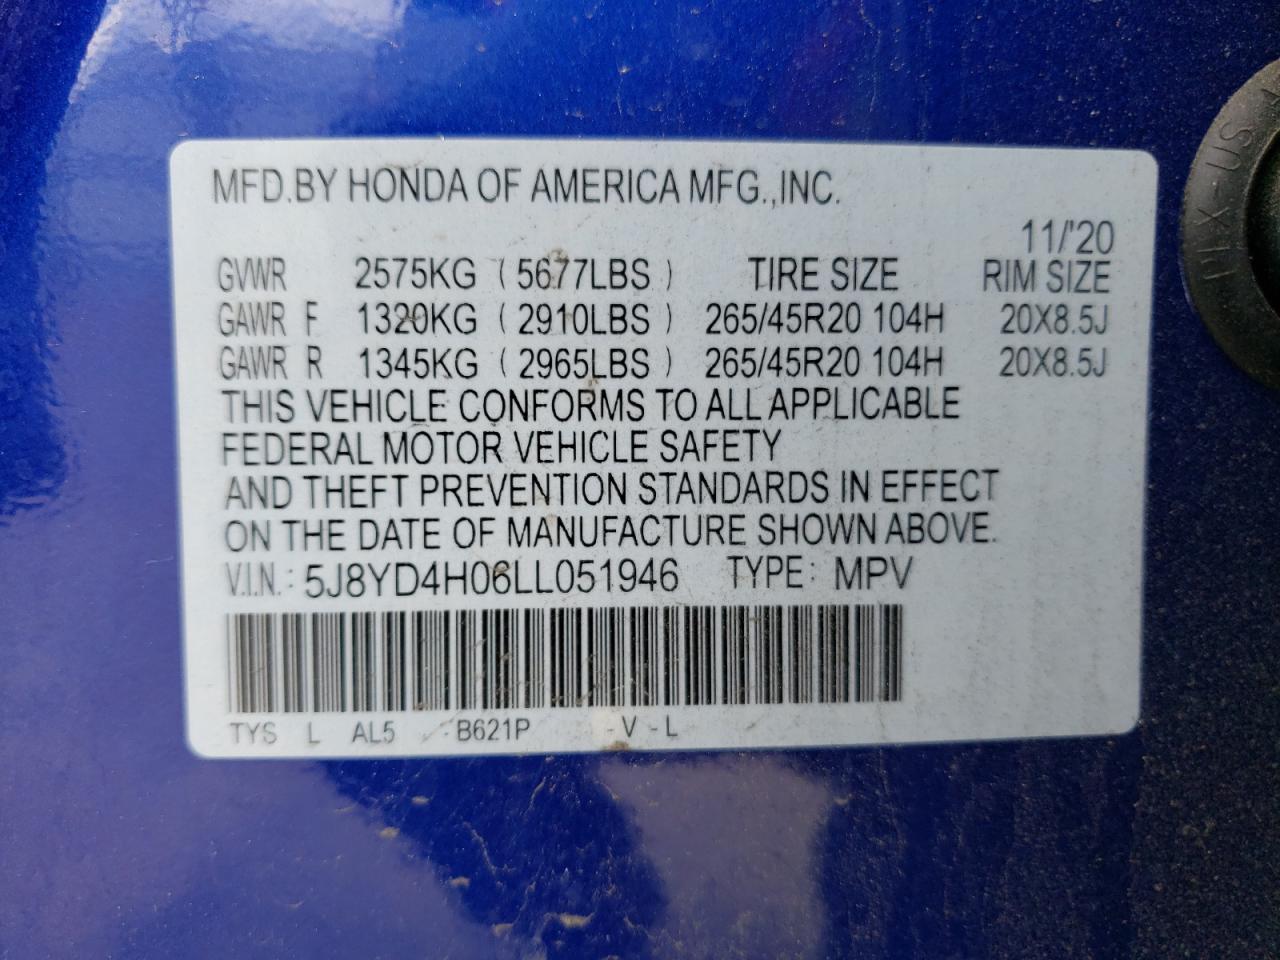 MFD.BY HONDA OF AMERICA MFG.,INC.
11/'20
GVWR 2575KG (5677LBS) TIRE SIZE RIM SIZE
GAWR F 1320KG (2910LBS) 265/45R20 104H 20X8.5J
GAWR R 1345KG (2965LBS) 265/45R20 104H 20X8.5J
THIS VEHICLE CONFORMS TO ALL APPLICABLE
FEDERAL MOTOR VEHICLE SAFETY
AND THEFT PREVENTION STANDARDS IN EFFECT
ON THE DATE OF MANUFACTURE SHOWN ABOVE.
V.I.N.: 5J8YD4H06LL051946 TYPE: MPV
TYS L AL5 -B621P -V -L